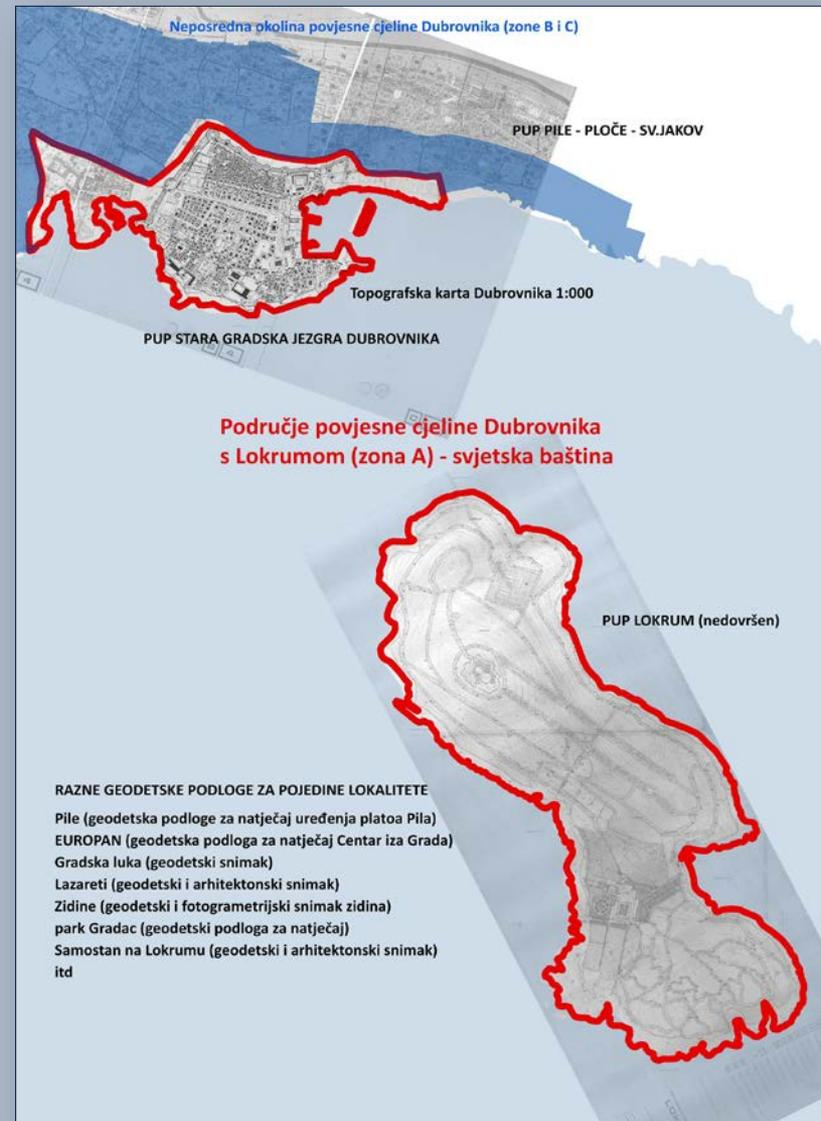 Neposredna okolina povjesne cjeline Dubrovnika (zone B i C)
PUP PILE - PLOČE - SV.JAKOV
Topografska karta Dubrovnika 1:000
PUP STARA GRADSKA JEZGRA DUBROVNIKA
Područje povjesne cjeline Dubrovnika
s Lokrumom (zona A) - svjetska baština
PUP LOKRUM (nedovršen)
RAZNE GEODETSKE PODLOGE ZA POJEDINE LOKALITETE
Pile (geodetska podloge za natječaj uređenja platoa Pila)
EUROPAN (geodetska podloga za natječaj Centar iza Grada)
Gradska luka (geodetski snimak)
Lazareti (geodetski i arhitektonski snimak)
Zidine (geodetski i fotogrametrijski snimak zidina)
park Gradac (geodetski podloga za natječaj)
Samostan na Lokrumu (geodetski i arhitektonski snimak)
itd